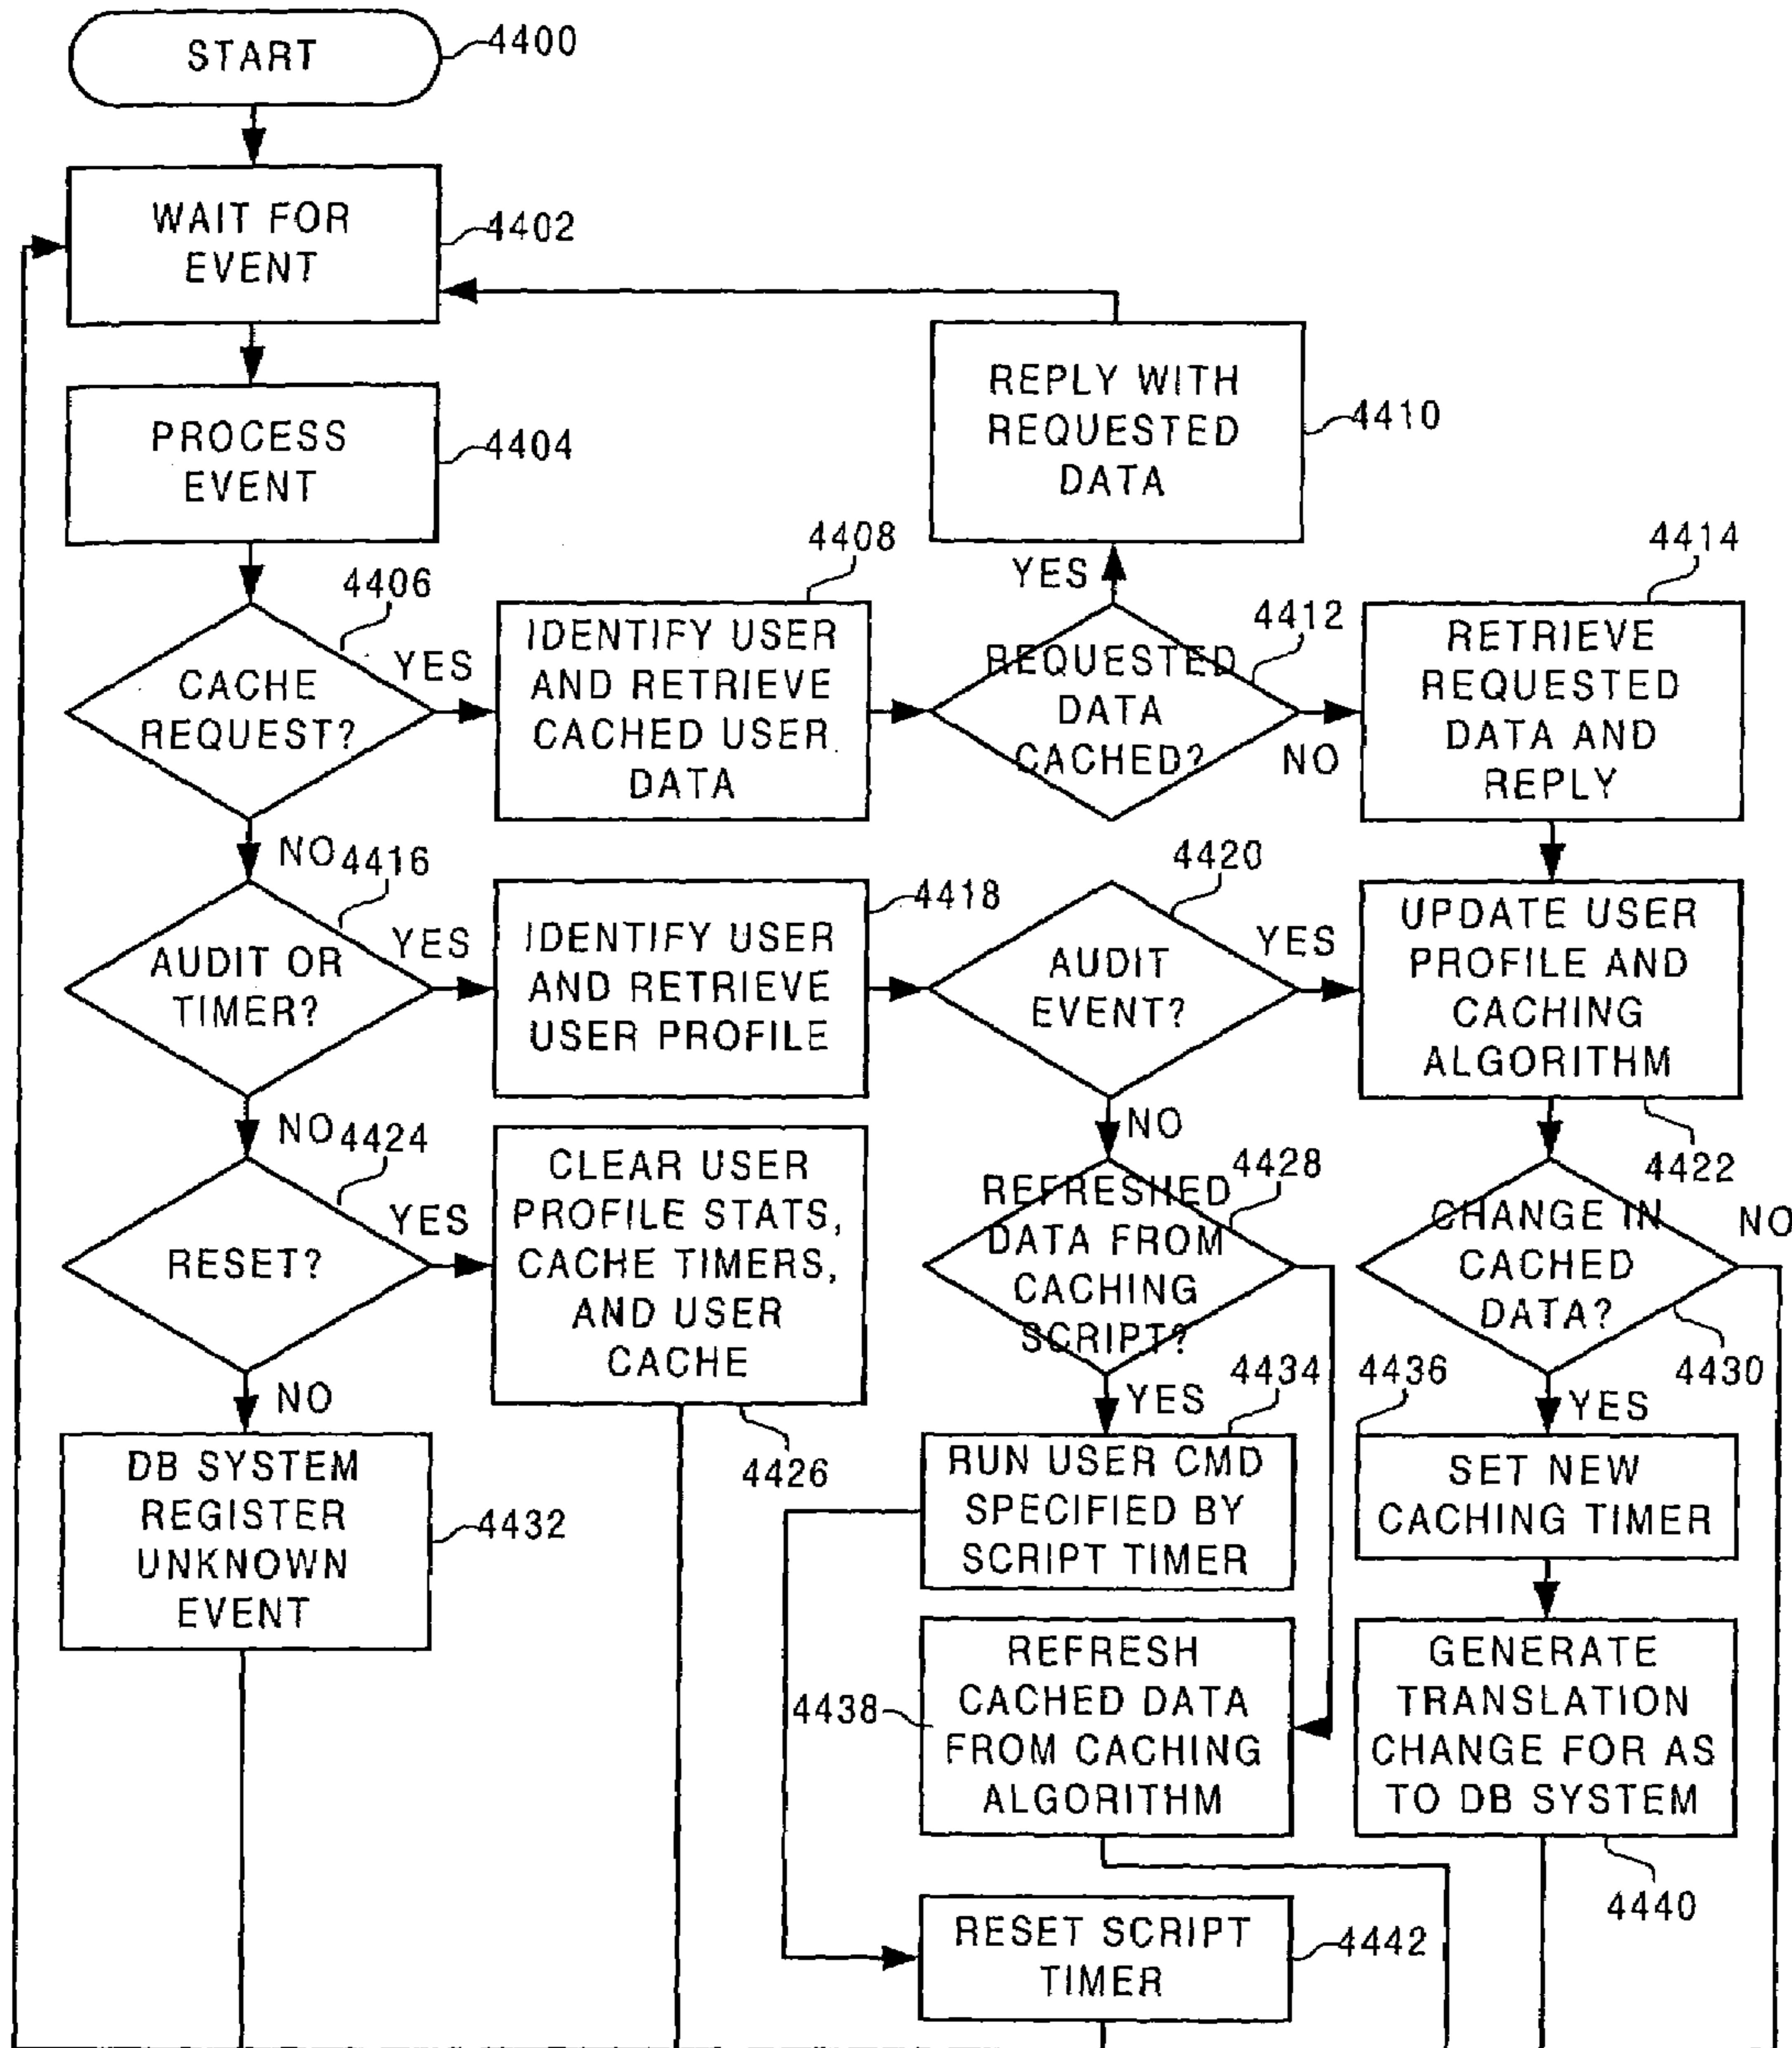 START
4400
WAIT FOR
EVENT
4402
PROCESS
EVENT
4404
REPLY WITH
REQUESTED
DATA
4410
CACHE
REQUEST?
4406
YES
NO
IDENTIFY USER
AND RETRIEVE
CACHED USER
DATA
4408
REQUESTED
DATA
CACHED?
4412
YES
NO
RETRIEVE
REQUESTED
DATA AND
REPLY
4414
AUDIT OR
TIMER?
4416
YES
NO
IDENTIFY USER
AND RETRIEVE
USER PROFILE
4418
AUDIT
EVENT?
4420
YES
NO
UPDATE USER
PROFILE AND
CACHING
ALGORITHM
4422
RESET?
4424
YES
NO
CLEAR USER
PROFILE STATS,
CACHE TIMERS,
AND USER
CACHE
4426
REFRESHED
DATA FROM
CACHING
SCRIPT?
4428
YES
CHANGE IN
CACHED
DATA?
4430
NO
YES
DB SYSTEM
REGISTER
UNKNOWN
EVENT
4432
RUN USER CMD
SPECIFIED BY
SCRIPT TIMER
4434
SET NEW
CACHING TIMER
4436
REFRESH
CACHED DATA
FROM CACHING
ALGORITHM
4438
GENERATE
TRANSLATION
CHANGE FOR AS
TO DB SYSTEM
4440
RESET SCRIPT
TIMER
4442